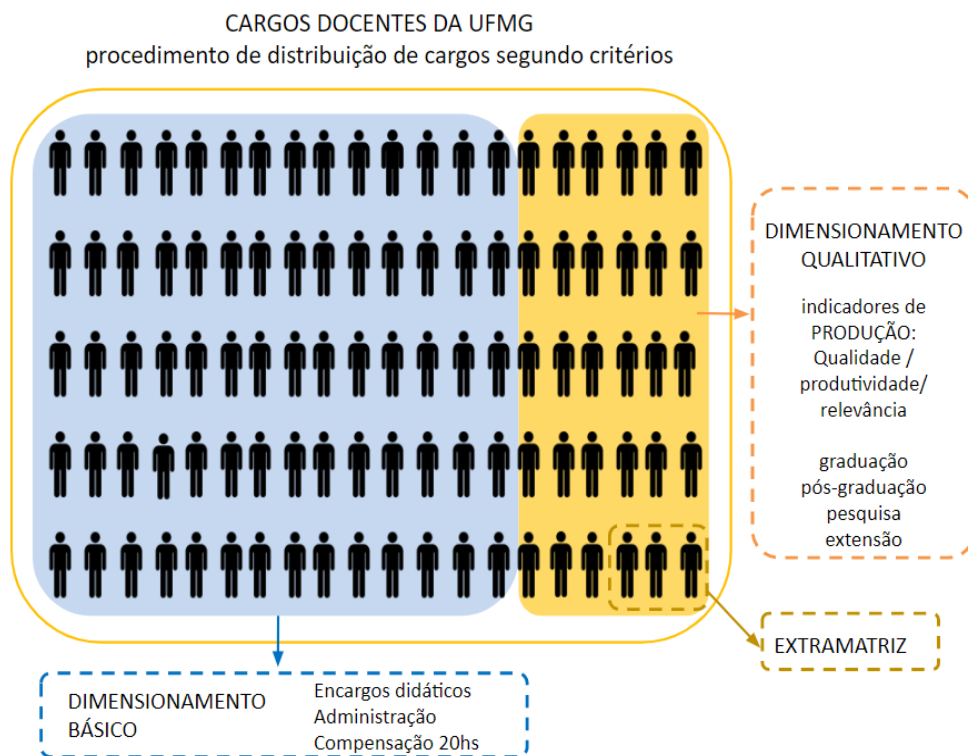 CARGOS DOCENTES DA UFMG
procedimento de distribuição de cargos segundo critérios
DIMENSIONAMENTO
QUALITATIVO
indicadores de
PRODUÇÃO:
Qualidade /
produtividade/
relevância
graduação
pós-graduação
pesquisa
extensão
EXTRAMATRIZ
DIMENSIONAMENTO
BÁSICO
Encargos didáticos
Administração
Compensação 20hs